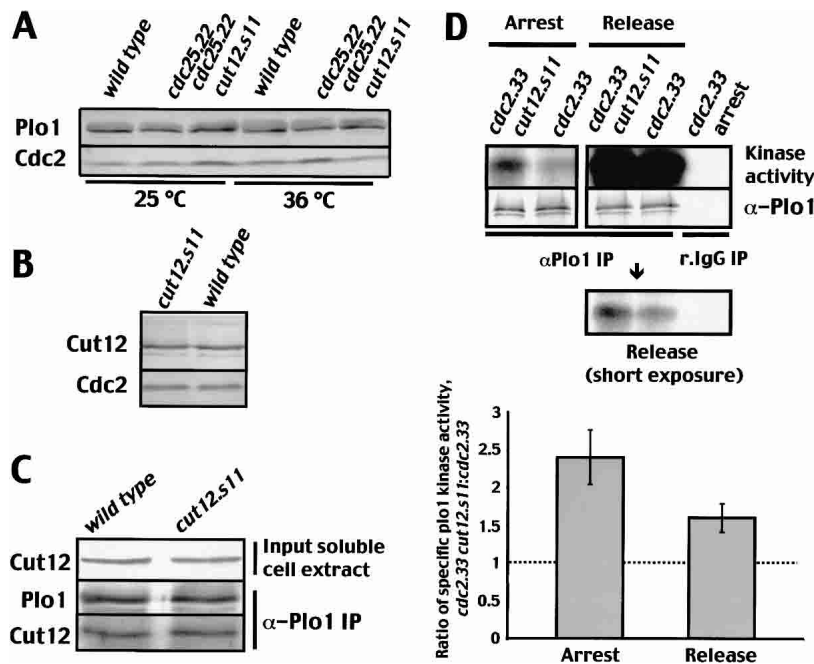 A
wild type
cdc25.22
cdc25.22
cut12.s11
wild type
cdc25.22
cdc25.22
cut12.s11
Plo1
Cdc2
25 °C
36 °C
B
cut12.s11
wild type
Cut12
Cdc2
C
wild type
cut12.s11
Cut12
Input soluble
cell extract
Plo1
Cut12
α-Plo1 IP
D
Arrest
Release
cdc2.33
cut12.s11
cdc2.33
cdc2.33
cut12.s11
cdc2.33
cdc2.33
arrest
Kinase
activity
α-Plo1
αPlo1 IP
r.IgG IP
Release
(short exposure)
Ratio of specific plo1 kinase activity,
cdc2.33 cut12.s11:cdc2.33
3
2.5
2
1.5
1
0.5
0
Arrest
Release